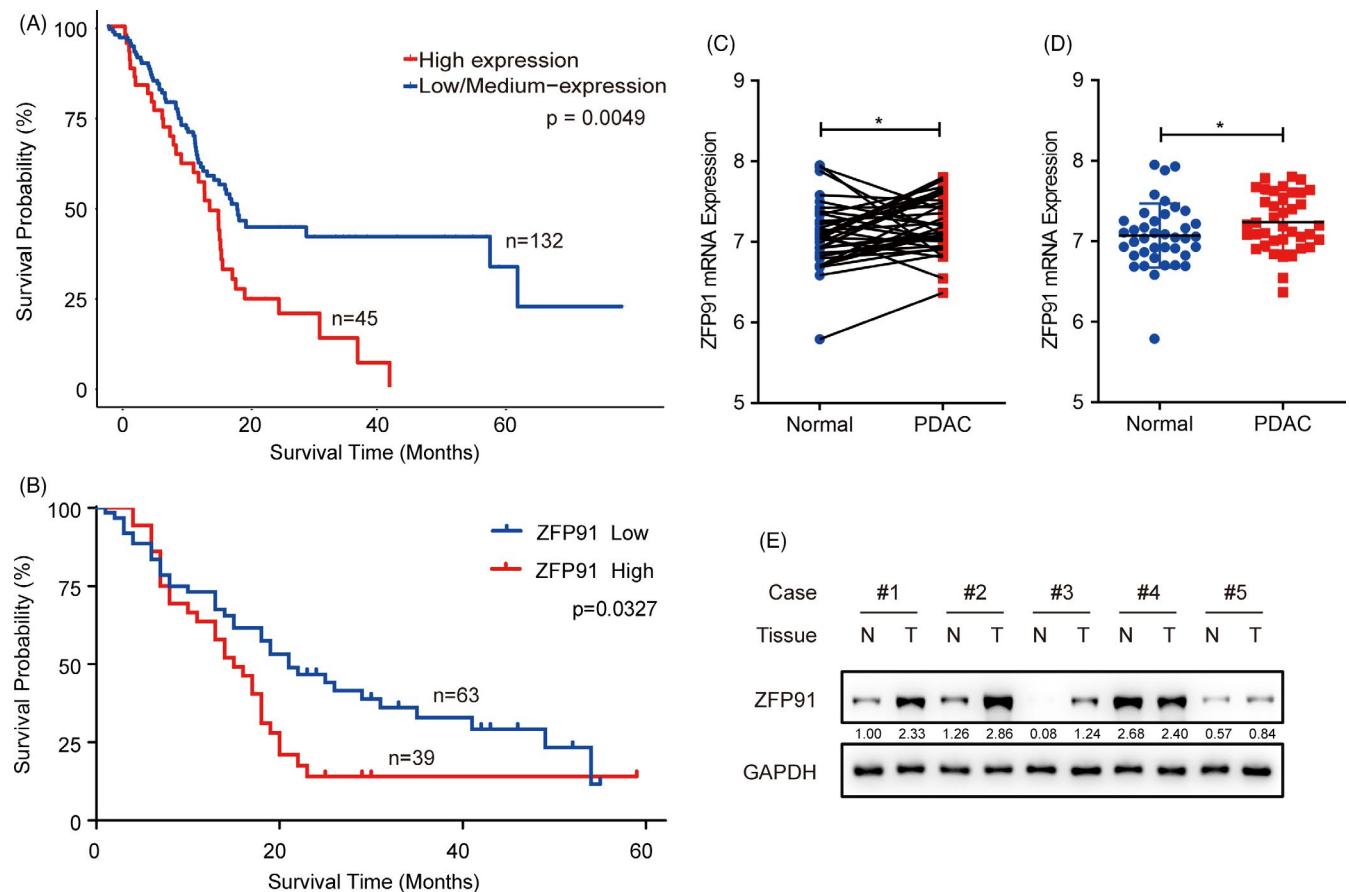 (A)
100
75
50
25
0
Survival Probability (%)
High expression
Low/Medium−expression
p = 0.0049
n=132
n=45
0 20 40 60
Survival Time (Months)
(B)
100
75
50
25
0
Survival Probability (%)
ZFP91 Low
ZFP91 High
p=0.0327
n=63
n=39
0 20 40 60
Survival Time (Months)
(C)
9
8
7
6
5
ZFP91 mRNA Expression
*
Normal PDAC
(D)
9
8
7
6
5
ZFP91 mRNA Expression
*
Normal PDAC
(E)
Case #1 #2 #3 #4 #5
Tissue N T N T N T N T N T
ZFP91
1.00 2.33 1.26 2.86 0.08 1.24 2.68 2.40 0.57 0.84
GAPDH